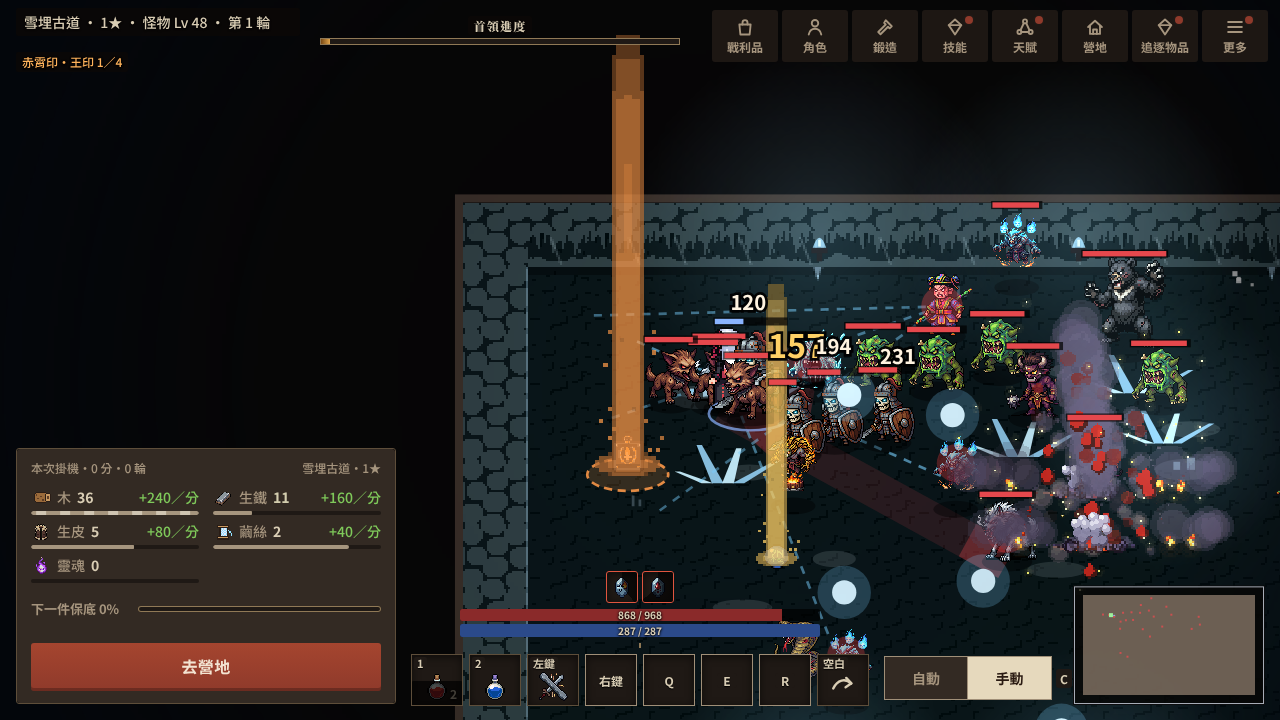 雪埋古道 · 1★ · 怪物 Lv 48 · 第 1 輪
赤霄印·王印 1／4
首領進度
戰利品
角色
鍛造
技能
天賦
營地
追逐物品
更多
120
157
194
231
本次掛機·0 分·0 輪
雪埋古道·1★
木 36
+240／分
生鐵 11
+160／分
生皮 5
+80／分
繭絲 2
+40／分
靈魂 0
下一件保底 0%
去營地
868 / 968
287 / 287
1
2
2
左鍵
右鍵
Q
E
R
空白
自動
手動
C